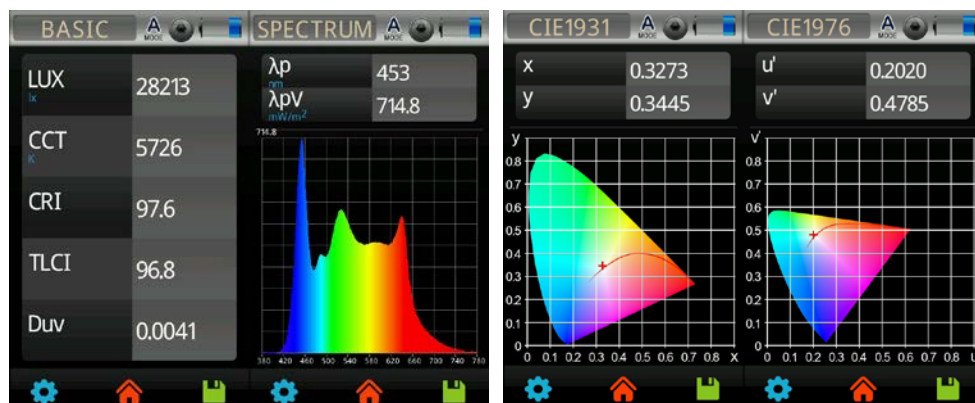 BASIC
A
MODE
LUX
lx
28213
CCT
K
5726
CRI
97.6
TLCI
96.8
Duv
0.0041
SPECTRUM
A
MODE
λp
nm
453
λpV
mW/m2
714.8
714.8
380 420 460 500 540 580 620 660 700 740 780
CIE1931
A
MODE
x
0.3273
y
0.3445
y
0.8
0.7
0.6
0.5
0.4
0.3
0.2
0.1
0
0 0.1 0.2 0.3 0.4 0.5 0.6 0.7 0.8 X
CIE1976
A
MODE
u'
0.2020
v'
0.4785
v'
0.8
0.7
0.6
0.5
0.4
0.3
0.2
0.1
0
0 0.1 0.2 0.3 0.4 0.5 0.6 0.7 0.8